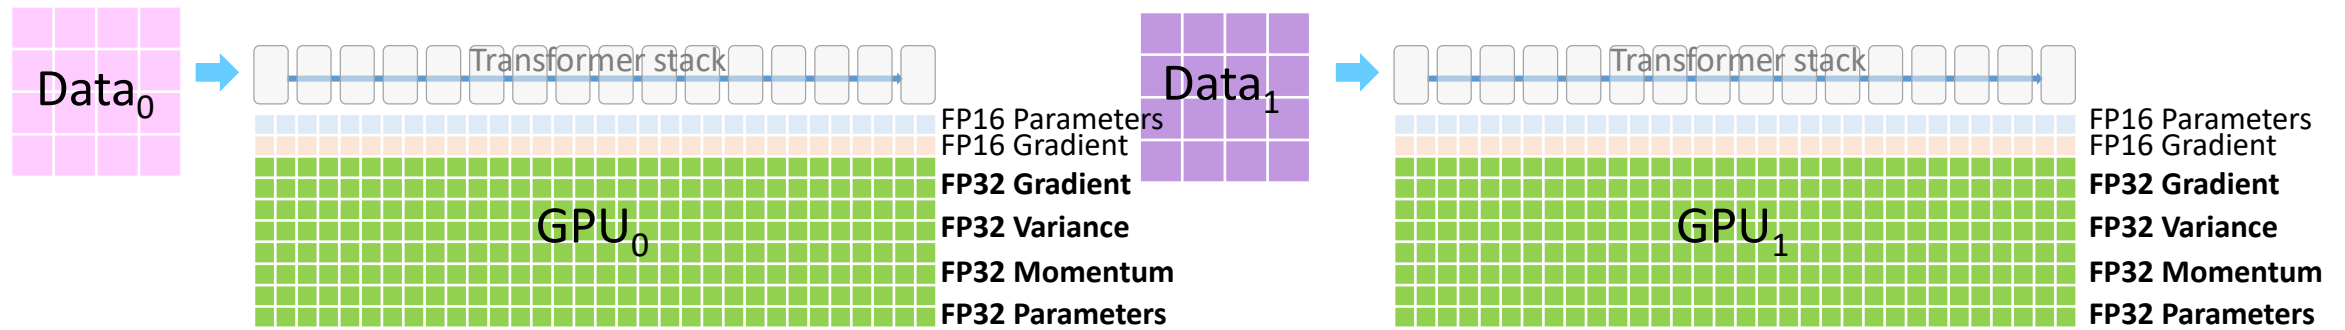 Data0
Transformer stack
FP16 Parameters
FP16 Gradient
FP32 Gradient
FP32 Variance
FP32 Momentum
FP32 Parameters
GPU0
Data1
Transformer stack
FP16 Parameters
FP16 Gradient
FP32 Gradient
FP32 Variance
FP32 Momentum
FP32 Parameters
GPU1